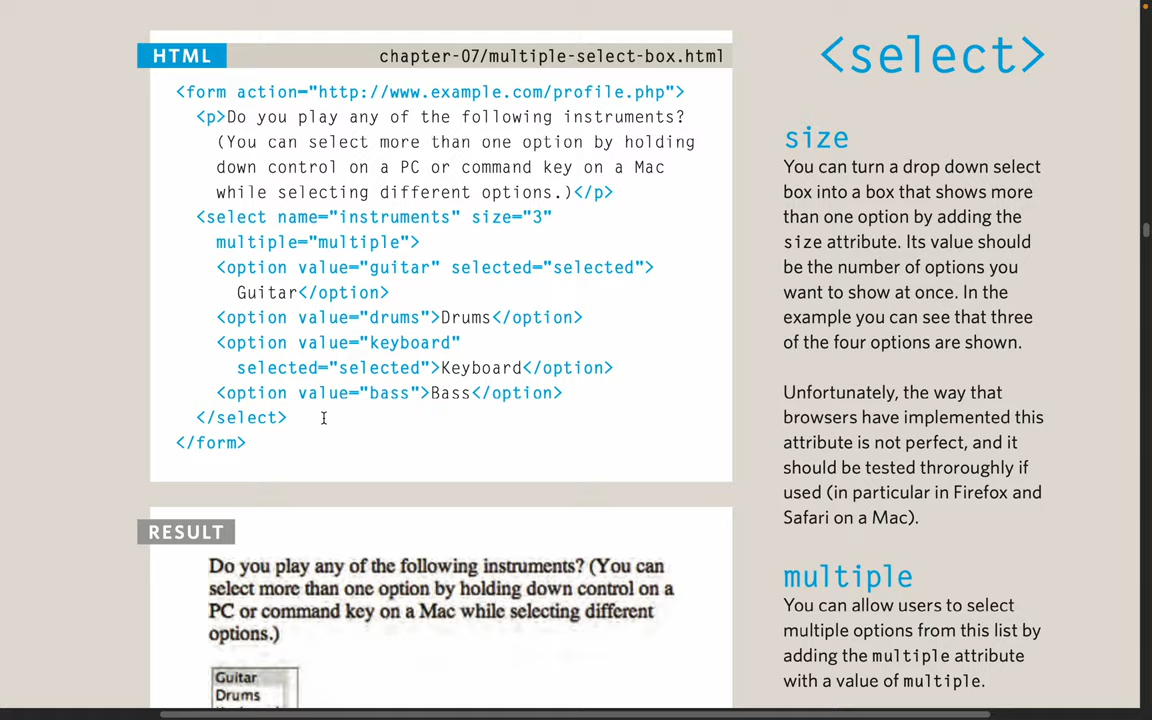 HTML
chapter-07/multiple-select-box.html
<form action="http://www.example.com/profile.php">
<p>Do you play any of the following instruments?
(You can select more than one option by holding
down control on a PC or command key on a Mac
while selecting different options.)</p>
<select name="instruments" size="3"
multiple="multiple">
<option value="guitar" selected="selected">
Guitar</option>
<option value="drums">Drums</option>
<option value="keyboard"
selected="selected">Keyboard</option>
<option value="bass">Bass</option>
</select>
</form>
RESULT
Do you play any of the following instruments? (You can
select more than one option by holding down control on a
PC or command key on a Mac while selecting different
options.)
Guitar
Drums
<select>
size
You can turn a drop down select
box into a box that shows more
than one option by adding the
size attribute. Its value should
be the number of options you
want to show at once. In the
example you can see that three
of the four options are shown.
Unfortunately, the way that
browsers have implemented this
attribute is not perfect, and it
should be tested throroughly if
used (in particular in Firefox and
Safari on a Mac).
multiple
You can allow users to select
multiple options from this list by
adding the multiple attribute
with a value of multiple.